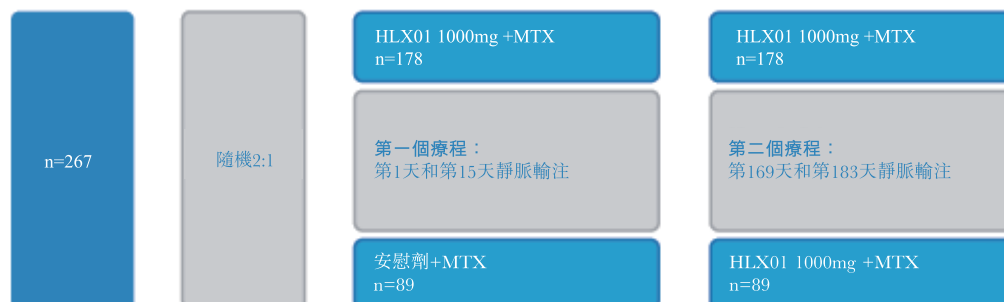 n=267
隨機2:1
HLX01 1000mg +MTX
n=178
第一個療程：
第1天和第15天靜脈輸注
安慰劑+MTX
n=89
HLX01 1000mg +MTX
n=178
第二個療程：
第169天和第183天靜脈輸注
HLX01 1000mg +MTX
n=89